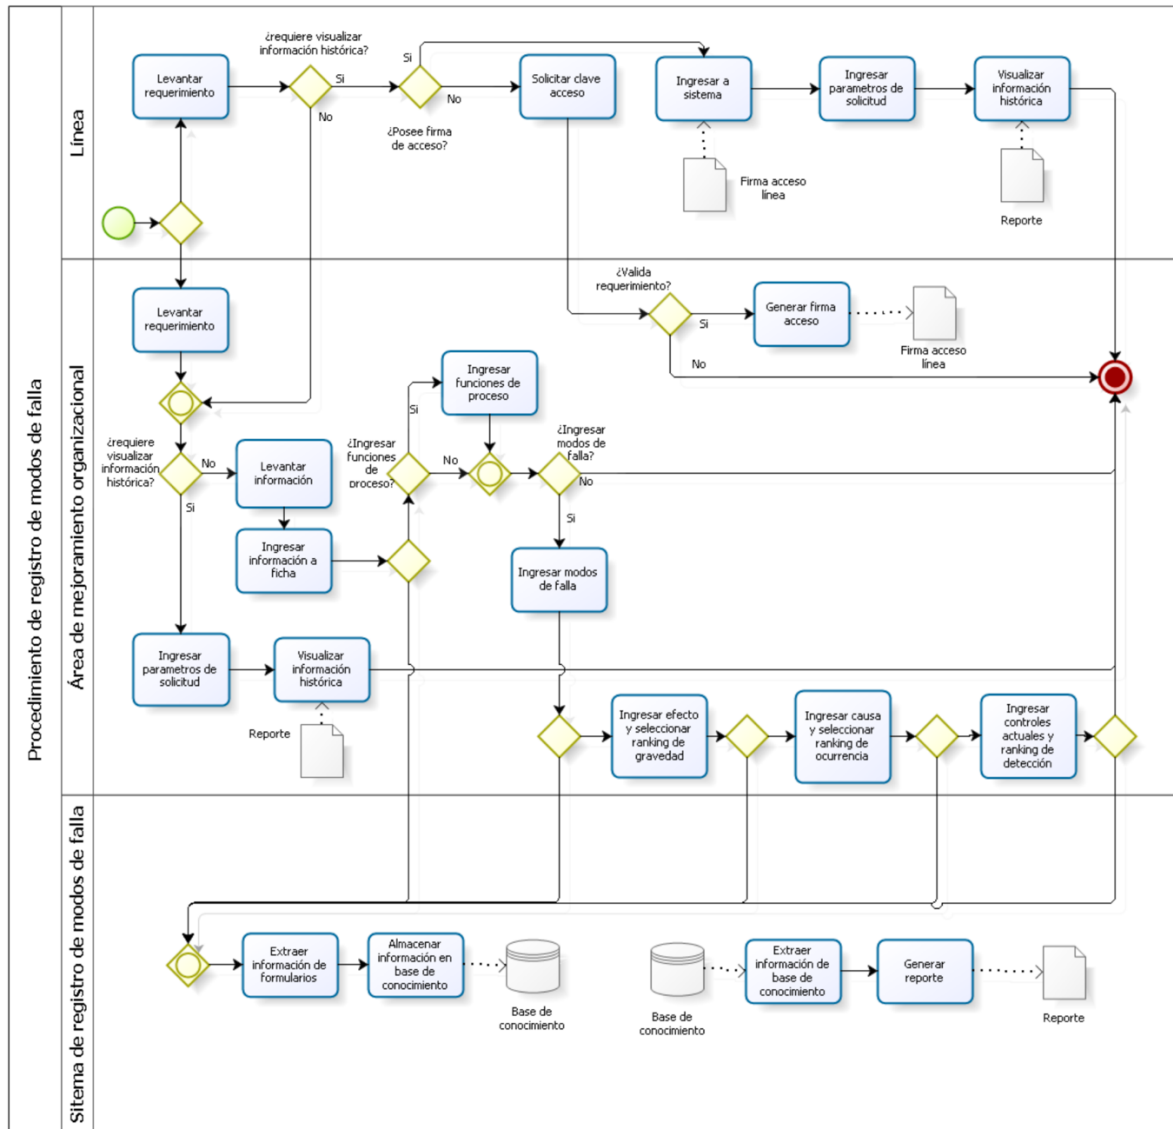 Procedimiento de registro de modos de falla
Línea
¿requiere visualizar
información histórica?
Levantar
requerimiento
Si
No
Si
No
¿Posee firma
de acceso?
Solicitar clave
acceso
Ingresar a
sistema
Ingresar
parametros de
solicitud
Visualizar
información
histórica
Firma acceso
línea
Reporte
Área de mejoramiento organizacional
Levantar
requerimiento
¿Valida
requerimiento?
Si
No
Generar firma
acceso
Firma acceso
línea
¿requiere
visualizar
información
histórica?
No
Si
Levantar
información
Ingresar
información a
ficha
¿Ingresar
funciones
de
proceso?
Si
No
Ingresar
funciones de
proceso
¿Ingresar
modos de
falla?
No
Si
Ingresar modos
de falla
Ingresar
parametros de
solicitud
Visualizar
información
histórica
Reporte
Ingresar efecto
y seleccionar
ranking de
gravedad
Ingresar causa
y seleccionar
ranking de
ocurrencia
Ingresar
controles
actuales y
ranking de
detección
Sitema de registro de modos de falla
Extraer
información de
formularios
Almacenar
información en
base de
conocimiento
Base de
conocimiento
Base de
conocimiento
Extraer
información de
base de
conocimiento
Generar
reporte
Reporte